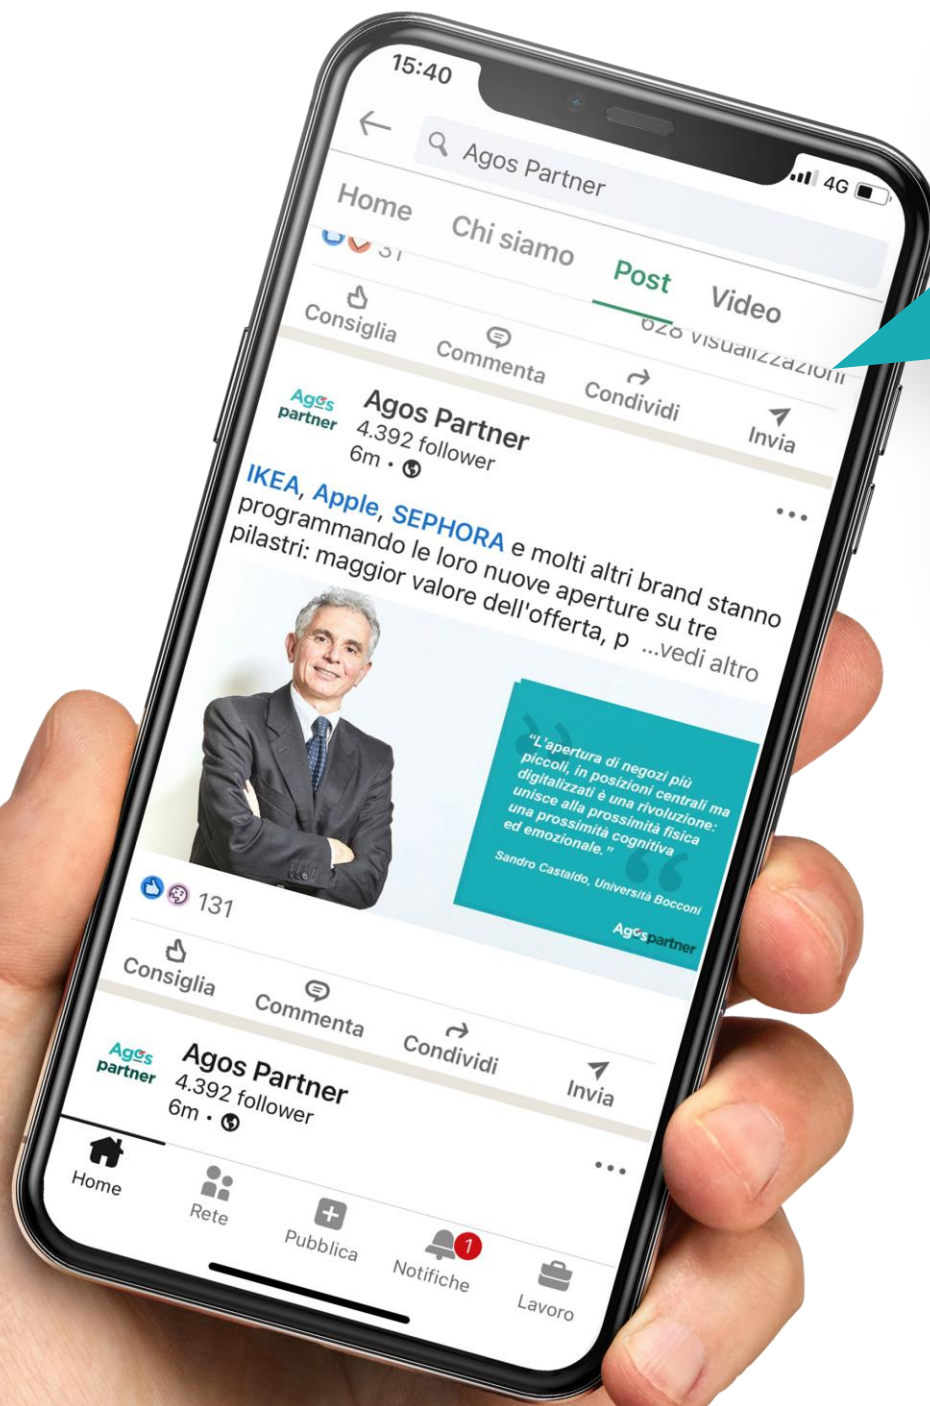 15:40
4G
Agos Partner
Home
Chi siamo
Post
Video
31
628 visualizzazioni
Consiglia
Commenta
Condividi
Invia
Agos
partner
Agos Partner
4.392 follower
6m •
IKEA, Apple, SEPHORA e molti altri brand stanno
programmando le loro nuove aperture su tre
pilastri: maggior valore dell'offerta, p ...vedi altro
“L'apertura di negozi più
piccoli, in posizioni centrali ma
digitalizzati è una rivoluzione:
unisce alla prossimità fisica
una prossimità cognitiva
ed emozionale.”
Sandro Castaldo, Università Bocconi
Agospartner
131
Consiglia
Commenta
Condividi
Invia
Agos
partner
Agos Partner
4.392 follower
6m •
Home
Rete
Pubblica
1
Notifiche
Lavoro